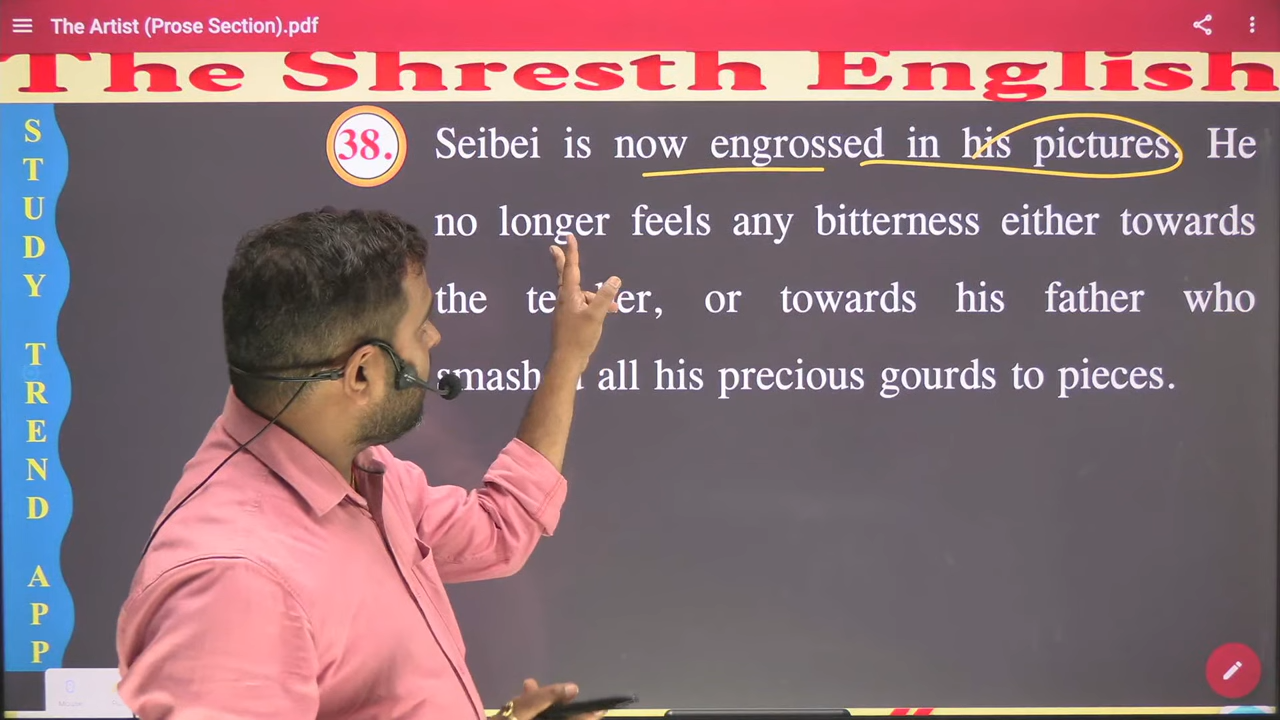 The Artist (Prose Section).pdf
The Shresth English
STUDY TREND APP
38.
Seibei is now engrossed in his pictures. He
no longer feels any bitterness either towards
the teacher, or towards his father who
smashed all his precious gourds to pieces.